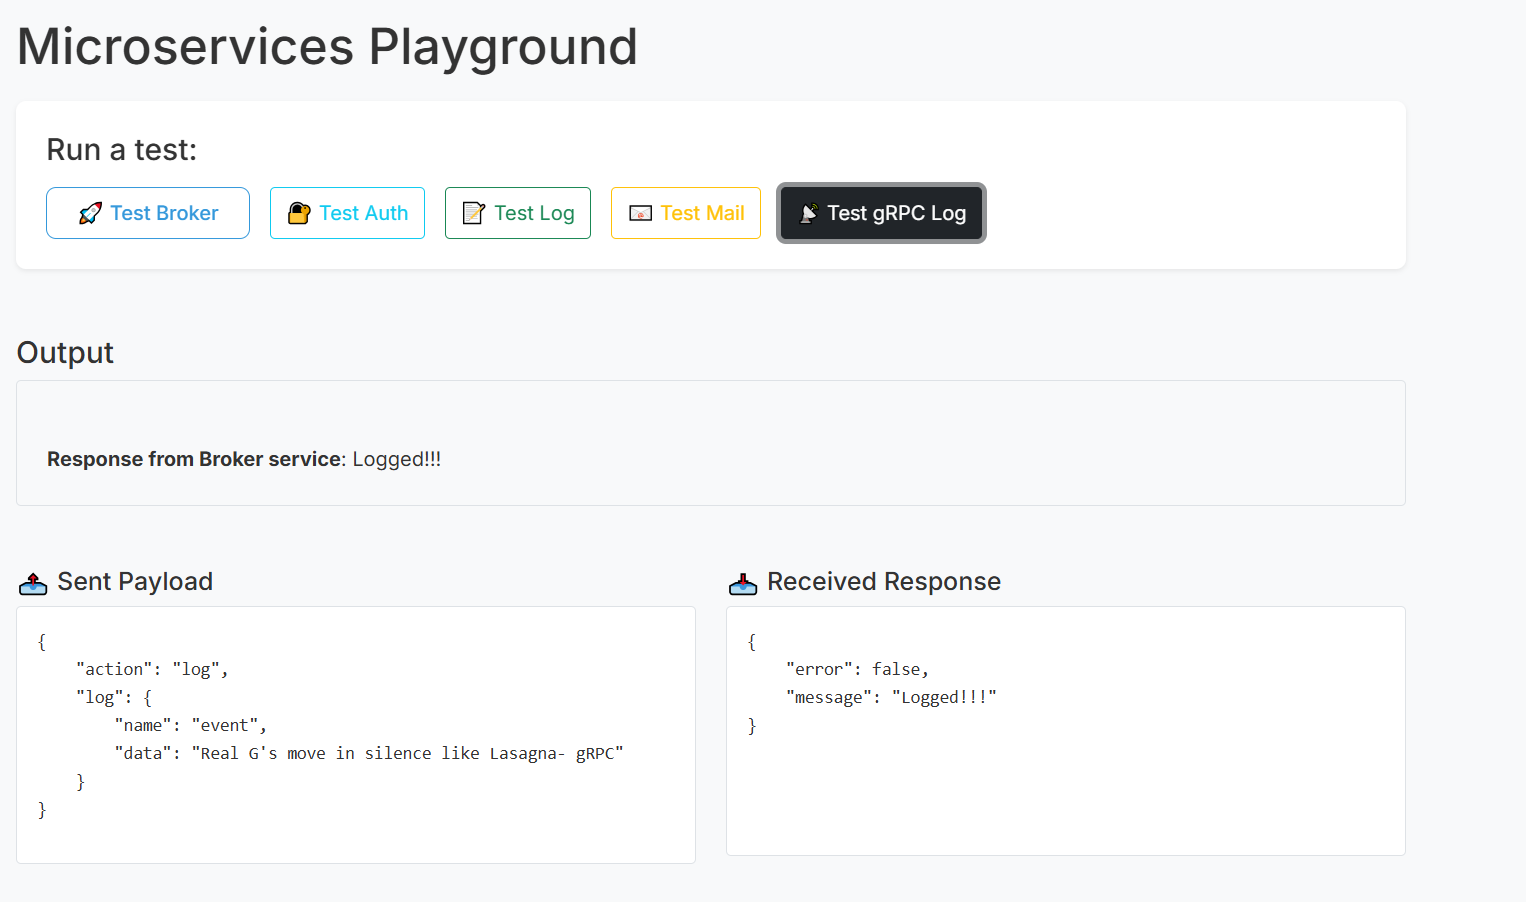 Microservices Playground
Run a test:
🚀 Test Broker
🔐 Test Auth
📝 Test Log
📧 Test Mail
📡 Test gRPC Log
Output
Response from Broker service: Logged!!!
📤 Sent Payload
{
    "action": "log",
    "log": {
        "name": "event",
        "data": "Real G's move in silence like Lasagna- gRPC"
    }
}
📥 Received Response
{
    "error": false,
    "message": "Logged!!!"
}